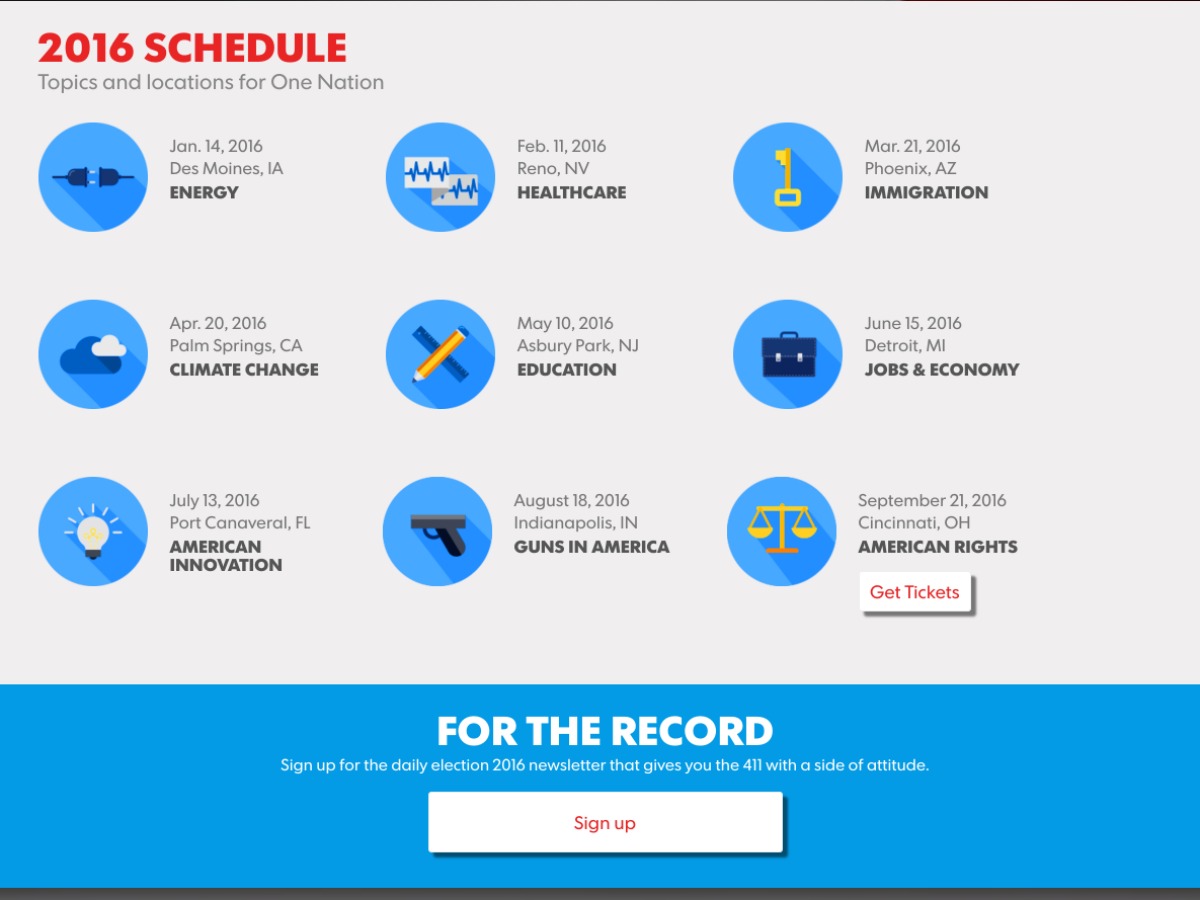 2016 SCHEDULE
Topics and locations for One Nation
Jan. 14, 2016
Des Moines, IA
ENERGY
Feb. 11, 2016
Reno, NV
HEALTHCARE
Mar. 21, 2016
Phoenix, AZ
IMMIGRATION
Apr. 20, 2016
Palm Springs, CA
CLIMATE CHANGE
May 10, 2016
Asbury Park, NJ
EDUCATION
June 15, 2016
Detroit, MI
JOBS & ECONOMY
July 13, 2016
Port Canaveral, FL
AMERICAN
INNOVATION
August 18, 2016
Indianapolis, IN
GUNS IN AMERICA
September 21, 2016
Cincinnati, OH
AMERICAN RIGHTS
Get Tickets
FOR THE RECORD
Sign up for the daily election 2016 newsletter that gives you the 411 with a side of attitude.
Sign up